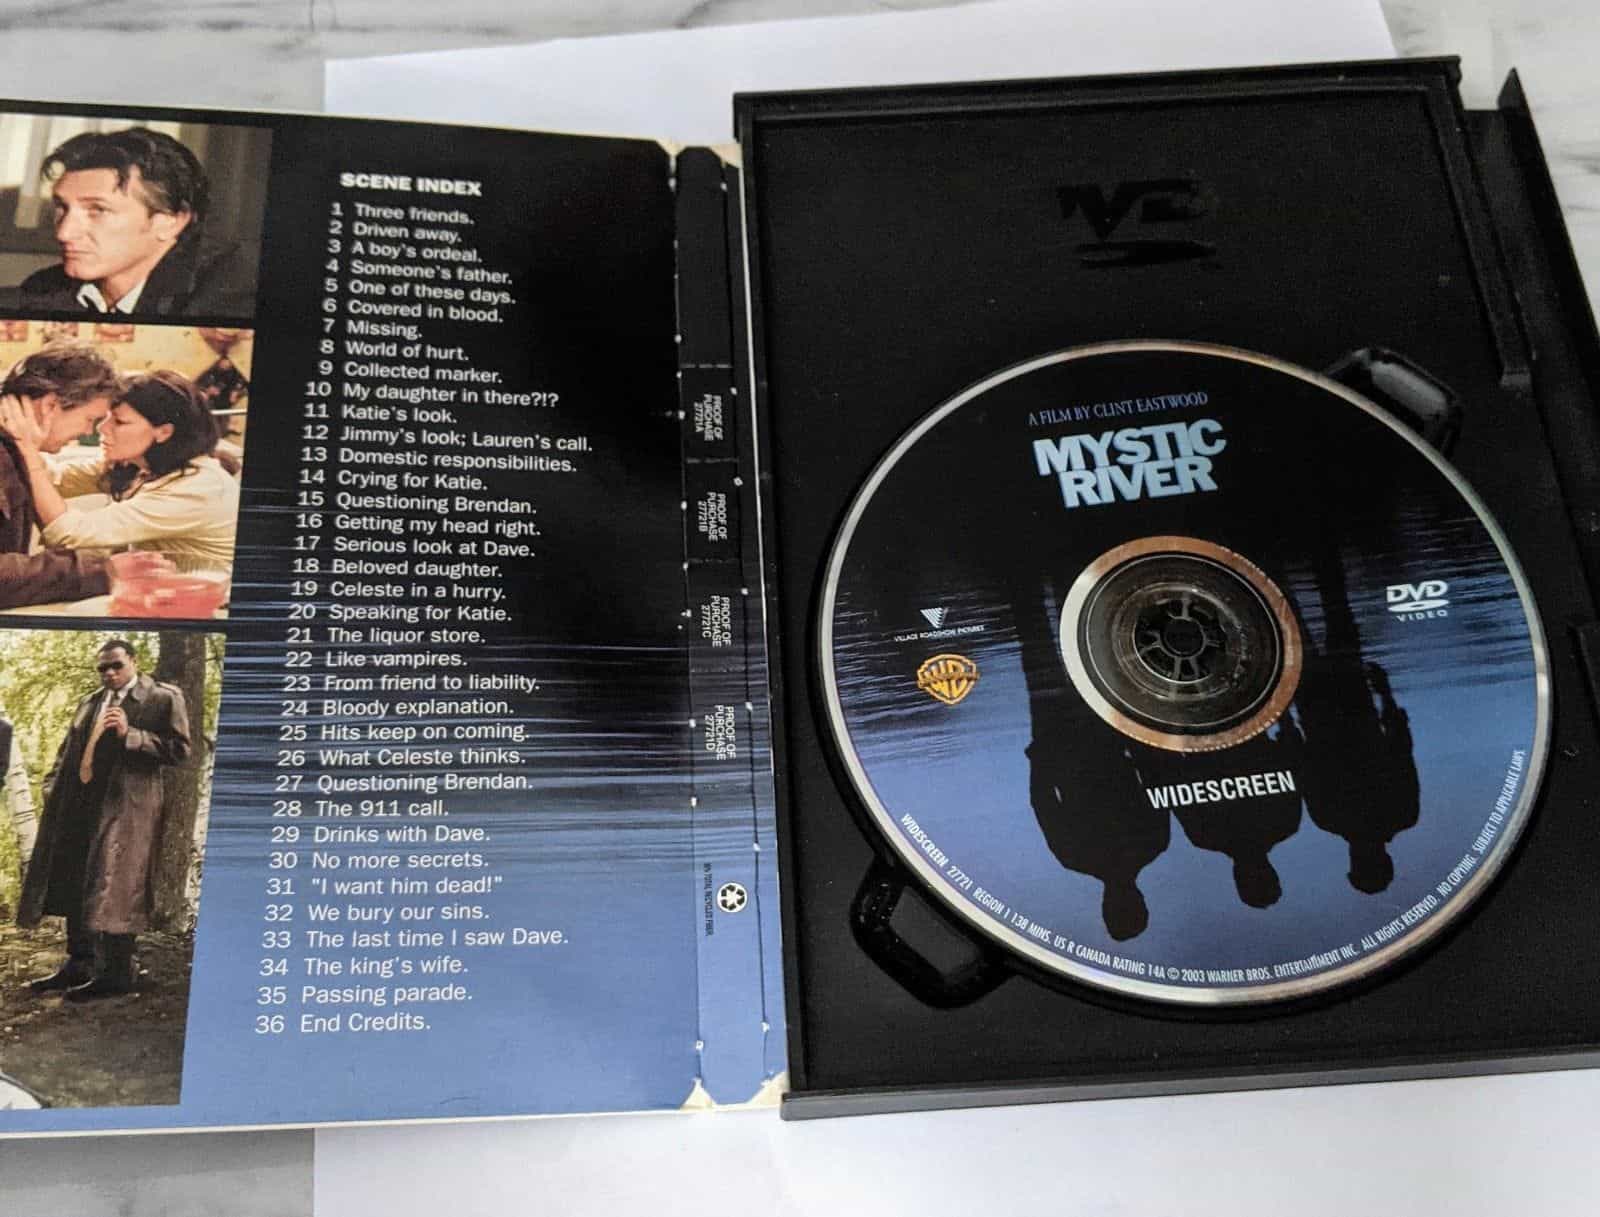 SCENE INDEX
1 Three friends.
2 Driven away.
3 A boy's ordeal.
4 Someone's father.
5 One of these days.
6 Covered in blood.
7 Missing.
8 World of hurt.
9 Collected marker.
10 My daughter in there?!?
11 Katie's look.
12 Jimmy's look; Lauren's call.
13 Domestic responsibilities.
14 Crying for Katie.
15 Questioning Brendan.
16 Getting my head right.
17 Serious look at Dave.
18 Beloved daughter.
19 Celeste in a hurry.
20 Speaking for Katie.
21 The liquor store.
22 Like vampires.
23 From friend to liability.
24 Bloody explanation.
25 Hits keep on coming.
26 What Celeste thinks.
27 Questioning Brendan.
28 The 911 call.
29 Drinks with Dave.
30 No more secrets.
31 "I want him dead!"
32 We bury our sins.
33 The last time I saw Dave.
34 The king's wife.
35 Passing parade.
36 End Credits.
PROOF OF
PURCHASE
27721A
PROOF OF
PURCHASE
27721B
PROOF OF
PURCHASE
27721C
PROOF OF
PURCHASE
27721D
TOTAL RECYCLED FIBER
A FILM BY CLINT EASTWOOD
MYSTIC
RIVER
VILLAGE ROADSHOW PICTURES
WB
DVD
VIDEO
WIDESCREEN
WIDESCREEN 27721 REGION 1 138 MINS. US R CANADA RATING 14A © 2003 WARNER BROS. ENTERTAINMENT INC. ALL RIGHTS RESERVED. NO COPYING. SUBJECT TO APPLICABLE LAWS